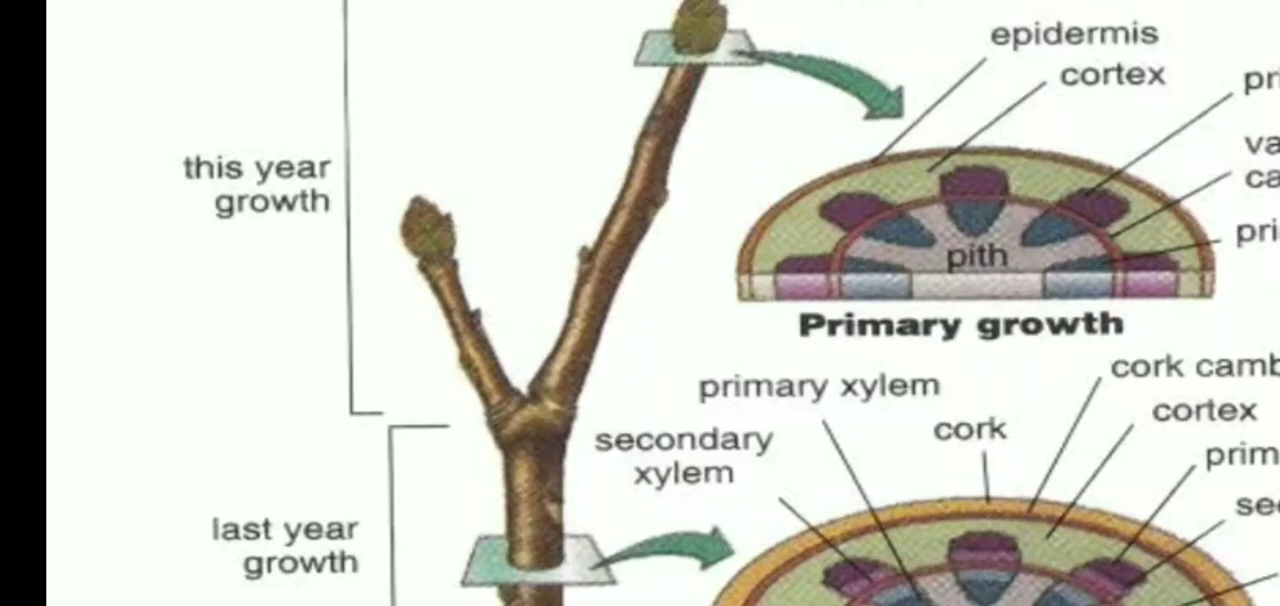 epidermis
cortex
this year
growth
pith
Primary growth
primary xylem
cork
cortex
secondary
xylem
last year
growth